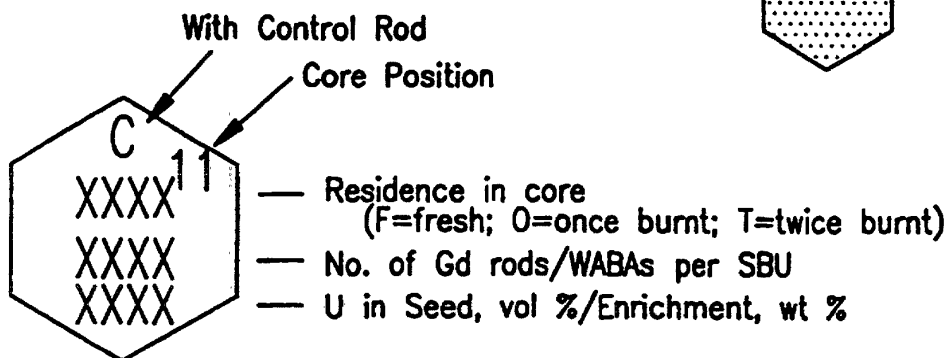 With Control Rod
Core Position
C
11
XXXX — Residence in core
(F=fresh; O=once burnt; T=twice burnt)
XXXX — No. of Gd rods/WABAs per SBU
XXXX — U in Seed, vol %/Enrichment, wt %